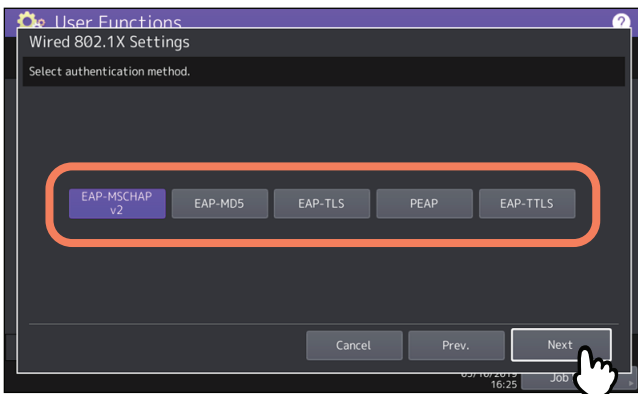 User Functions
?
Wired 802.1X Settings
Select authentication method.
EAP-MSCHAP
v2
EAP-MD5
EAP-TLS
PEAP
EAP-TTLS
Cancel
Prev.
Next
16:25
Job